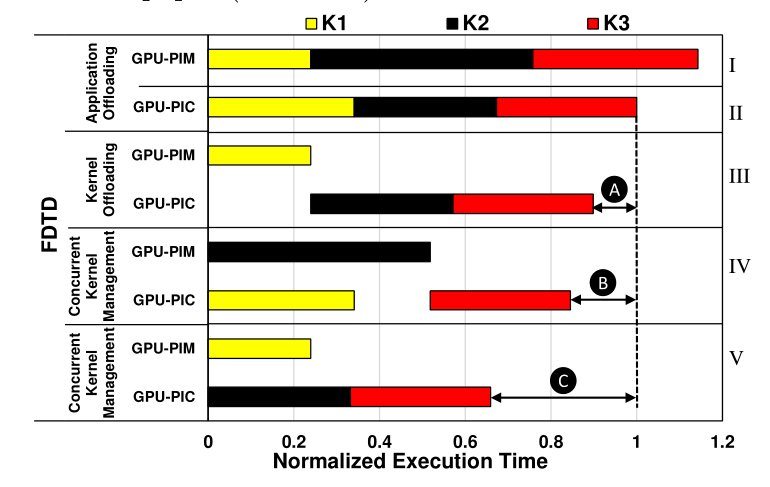 K1 K2 K3
FDTD
Application
Offloading
GPU-PIM
I
GPU-PIC
II
Kernel
Offloading
GPU-PIM
III
GPU-PIC
A
Concurrent
Kernel
Management
GPU-PIM
IV
GPU-PIC
B
Concurrent
Kernel
Management
GPU-PIM
V
GPU-PIC
C
0 0.2 0.4 0.6 0.8 1 1.2
Normalized Execution Time